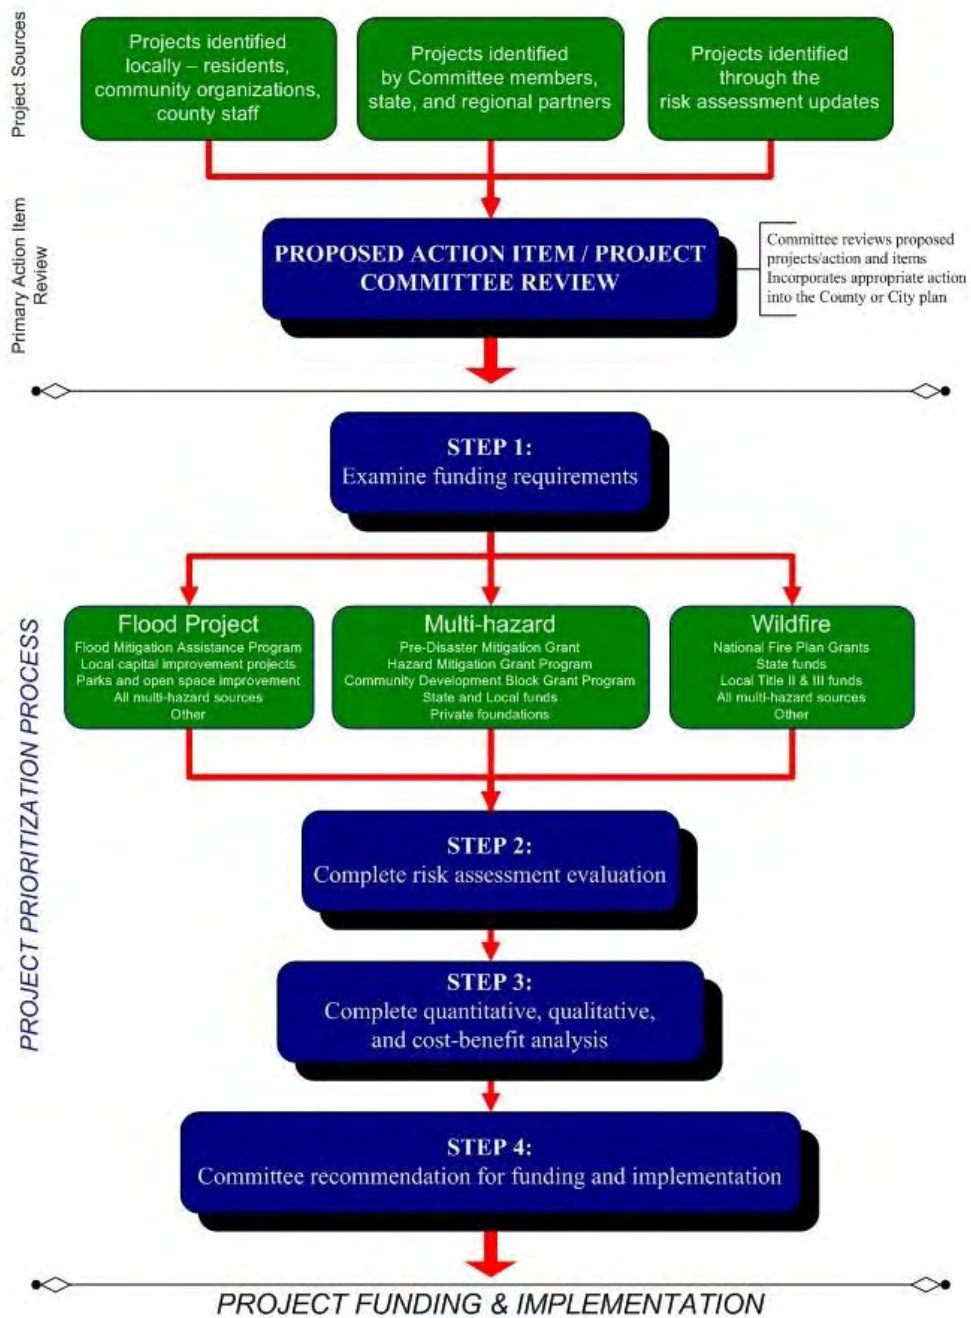 Project Sources
Projects identified
locally – residents,
community organizations,
county staff
Projects identified
by Committee members,
state, and regional partners
Projects identified
through the
risk assessment updates
Primary Action Item
Review
PROPOSED ACTION ITEM / PROJECT
COMMITTEE REVIEW
Committee reviews proposed
projects/action and items
Incorporates appropriate action
into the County or City plan
PROJECT PRIORITIZATION PROCESS
STEP 1:
Examine funding requirements
Flood Project
Flood Mitigation Assistance Program
Local capital improvement projects
Parks and open space improvement
All multi-hazard sources
Other
Multi-hazard
Pre-Disaster Mitigation Grant
Hazard Mitigation Grant Program
Community Development Block Grant Program
State and Local funds
Private foundations
Wildfire
National Fire Plan Grants
State funds
Local Title II & III funds
All multi-hazard sources
Other
STEP 2:
Complete risk assessment evaluation
STEP 3:
Complete quantitative, qualitative,
and cost-benefit analysis
STEP 4:
Committee recommendation for funding and implementation
PROJECT FUNDING & IMPLEMENTATION